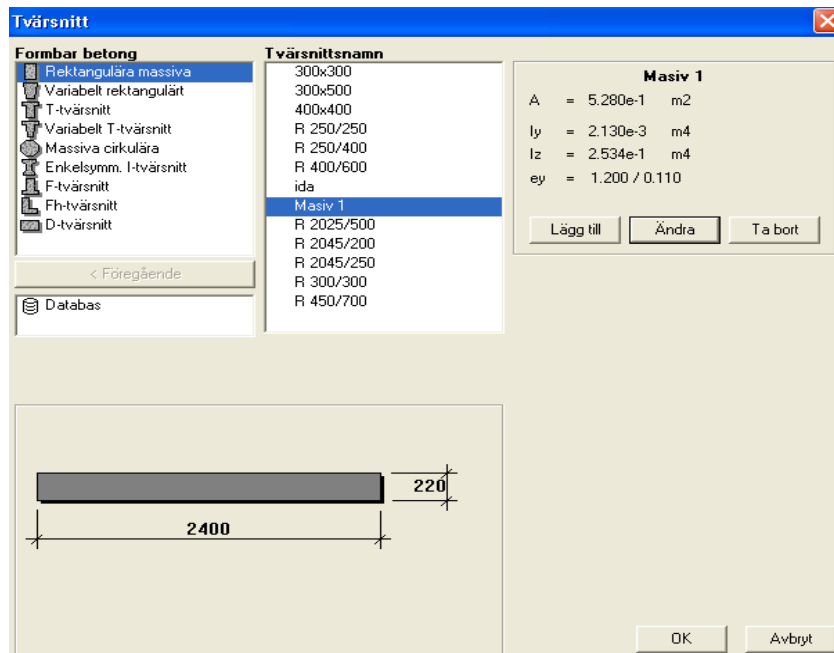 Tvärsnitt
Formbar betong
Rektangulära massiva
Variabelt rektangulärt
T-tvärsnitt
Variabelt T-tvärsnitt
Massiva cirkulära
Enkelsymm. I-tvärsnitt
F-tvärsnitt
Fh-tvärsnitt
D-tvärsnitt
< Föregående
Databas
Tvärsnittsnamn
300x300
300x500
400x400
R 250/250
R 250/400
R 400/600
ida
Masiv 1
R 2025/500
R 2045/200
R 2045/250
R 300/300
R 450/700
Masiv 1
A = 5.280e-1 m2
Iy = 2.130e-3 m4
Iz = 2.534e-1 m4
ey = 1.200 / 0.110
Lägg till Ändra Ta bort
220
2400
OK Avbryt